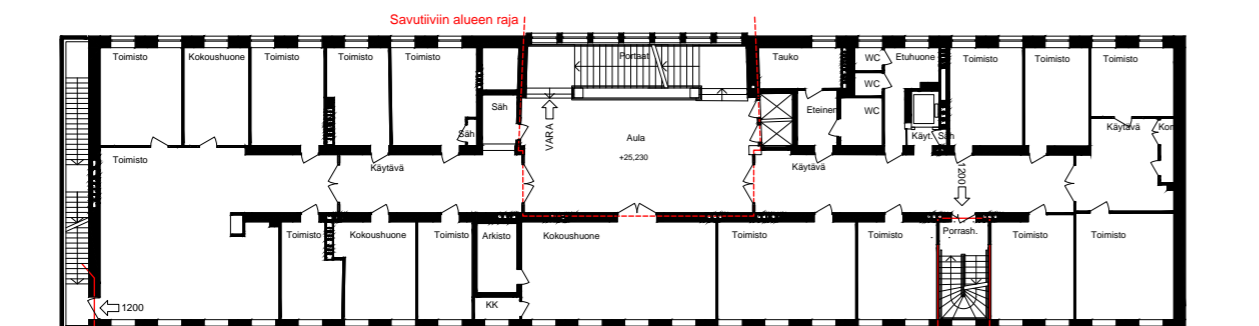 Savutiiviin alueen raja
Toimisto
Kokoushuone
Toimisto
Toimisto
Toimisto
Portaat
Tauko
WC
Etuhuone
Toimisto
Toimisto
Toimisto
WC
Säh
VARA
Eteinen
WC
Säh
Aula
Käyt.
Säh
Käytävä
Kom
Toimisto
+25,230
Käytävä
Käytävä
1200
Toimisto
Kokoushuone
Toimisto
Arkisto
Kokoushuone
Toimisto
Toimisto
Porrash.
Toimisto
Toimisto
1200
KK